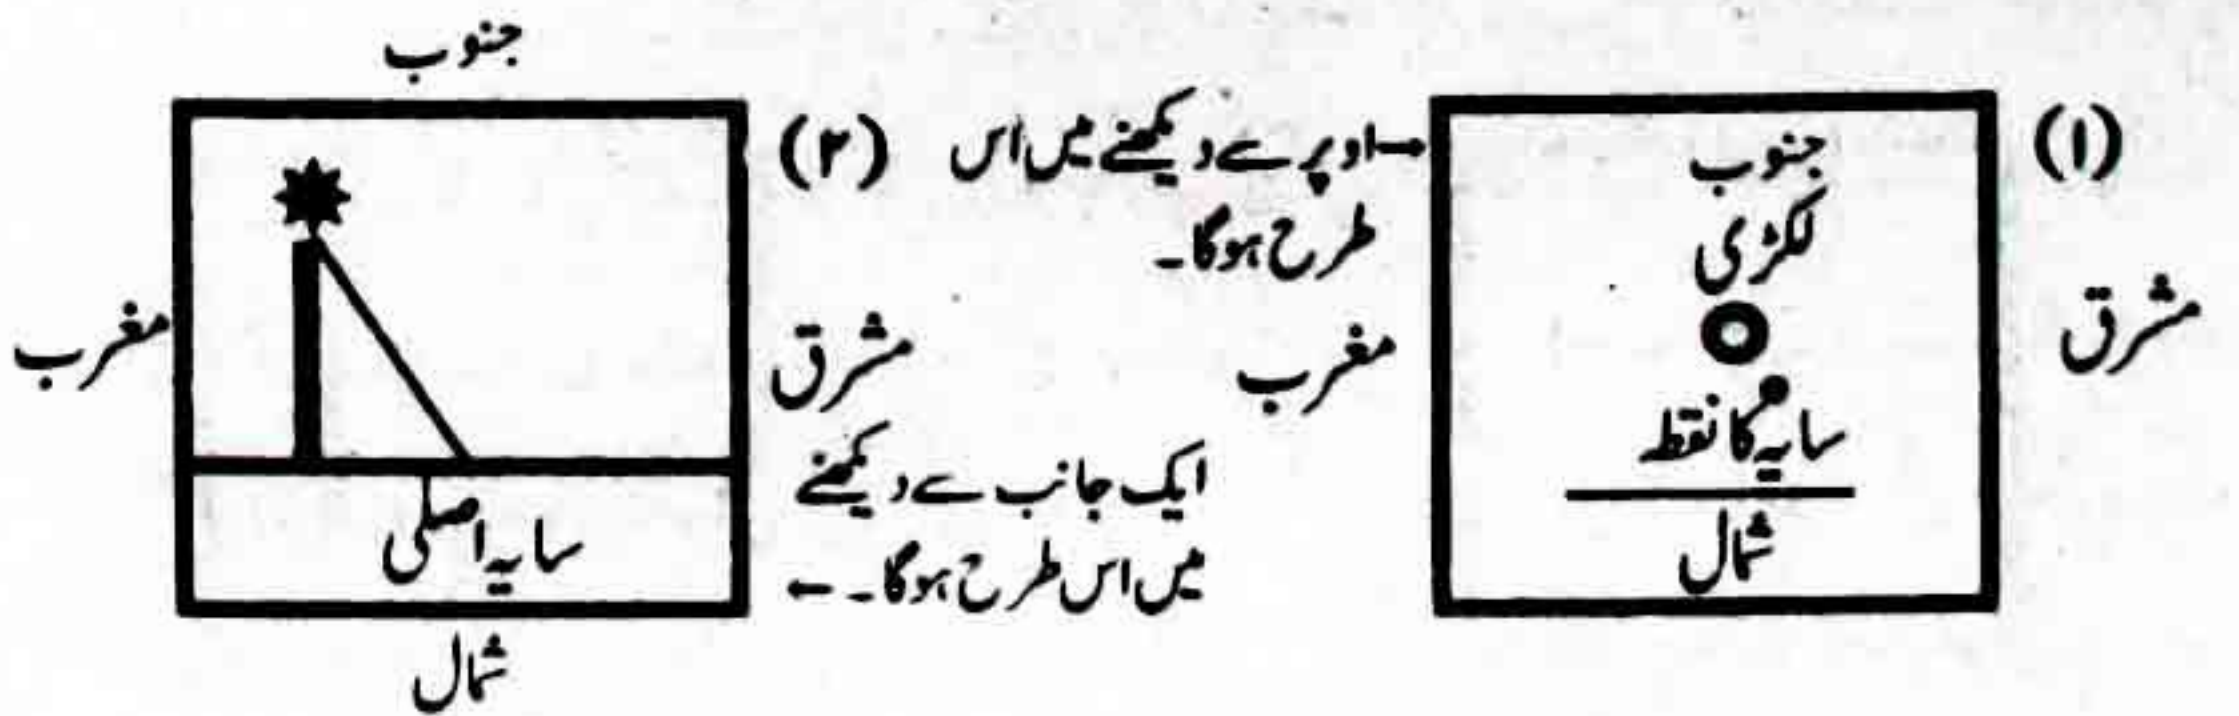 (۱)
جنوب
لکڑی
سایہ کا نقطہ
شمال
مشرق
مغرب
اوپر سے دیکھنے میں اس
طرح ہوگا۔
(۲)
جنوب
مشرق
مغرب
سایہ اصلی
شمال
ایک جانب سے دیکھنے
میں اس طرح ہوگا۔